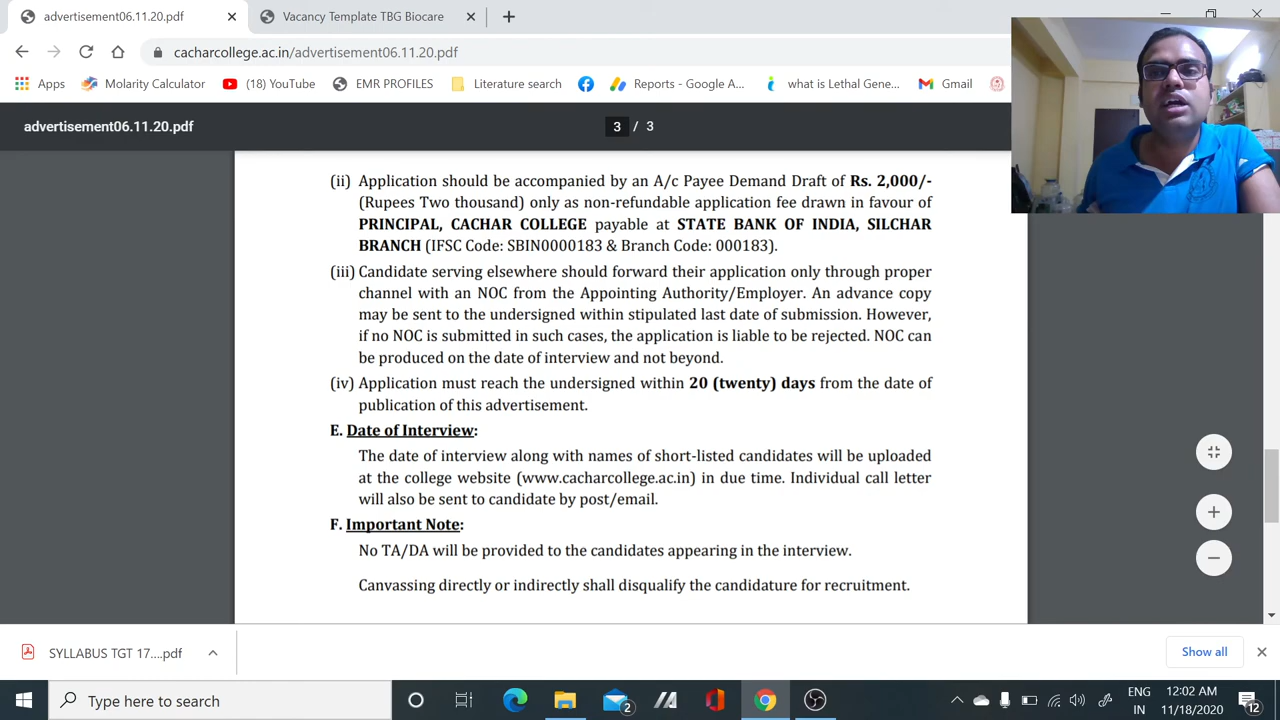 advertisement06.11.20.pdf
Vacancy Template TBG Biocare
cacharcollege.ac.in/advertisement06.11.20.pdf
Apps
Molarity Calculator
(18) YouTube
EMR PROFILES
Literature search
Reports - Google A...
what is Lethal Gene...
Gmail
advertisement06.11.20.pdf
3 / 3
(ii) Application should be accompanied by an A/c Payee Demand Draft of Rs. 2,000/-
(Rupees Two thousand) only as non-refundable application fee drawn in favour of
PRINCIPAL, CACHAR COLLEGE payable at STATE BANK OF INDIA, SILCHAR
BRANCH (IFSC Code: SBIN0000183 & Branch Code: 000183).
(iii) Candidate serving elsewhere should forward their application only through proper
channel with an NOC from the Appointing Authority/Employer. An advance copy
may be sent to the undersigned within stipulated last date of submission. However,
if no NOC is submitted in such cases, the application is liable to be rejected. NOC can
be produced on the date of interview and not beyond.
(iv) Application must reach the undersigned within 20 (twenty) days from the date of
publication of this advertisement.
E. Date of Interview:
The date of interview along with names of short-listed candidates will be uploaded
at the college website (www.cacharcollege.ac.in) in due time. Individual call letter
will also be sent to candidate by post/email.
F. Important Note:
No TA/DA will be provided to the candidates appearing in the interview.
Canvassing directly or indirectly shall disqualify the candidature for recruitment.
SYLLABUS TGT 17....pdf
Show all
Type here to search
2
ENG
IN
12:02 AM
11/18/2020
12